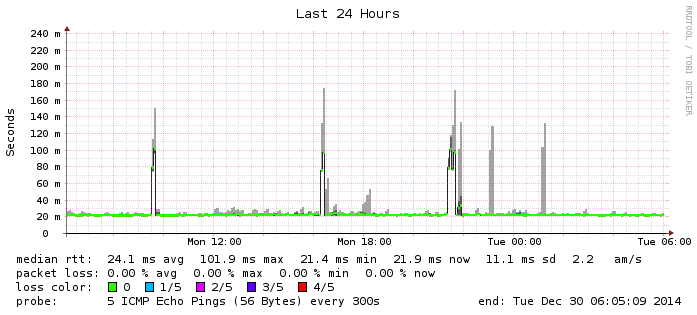 Last 24 Hours
RRDTOOL / TOBI OETIKER
Seconds
240 m
220 m
200 m
180 m
160 m
140 m
120 m
100 m
80 m
60 m
40 m
20 m
0
Mon 12:00 Mon 18:00 Tue 00:00 Tue 06:00
median rtt: 24.1 ms avg 101.9 ms max 21.4 ms min 21.9 ms now 11.1 ms sd 2.2 am/s
packet loss: 0.00 % avg 0.00 % max 0.00 % min 0.00 % now
loss color: 0 1/5 2/5 3/5 4/5
probe: 5 ICMP Echo Pings (56 Bytes) every 300s end: Tue Dec 30 06:05:09 2014